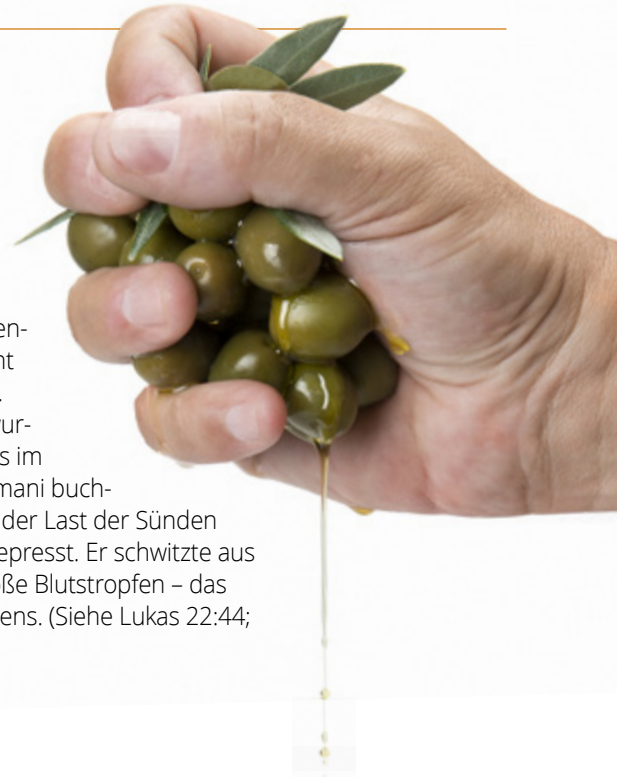 en-
nt
.
ur-
s im
mani buch-
der Last der Sünden
epresst. Er schwitzte aus
ße Blutstropfen – das
ens. (Siehe Lukas 22:44;